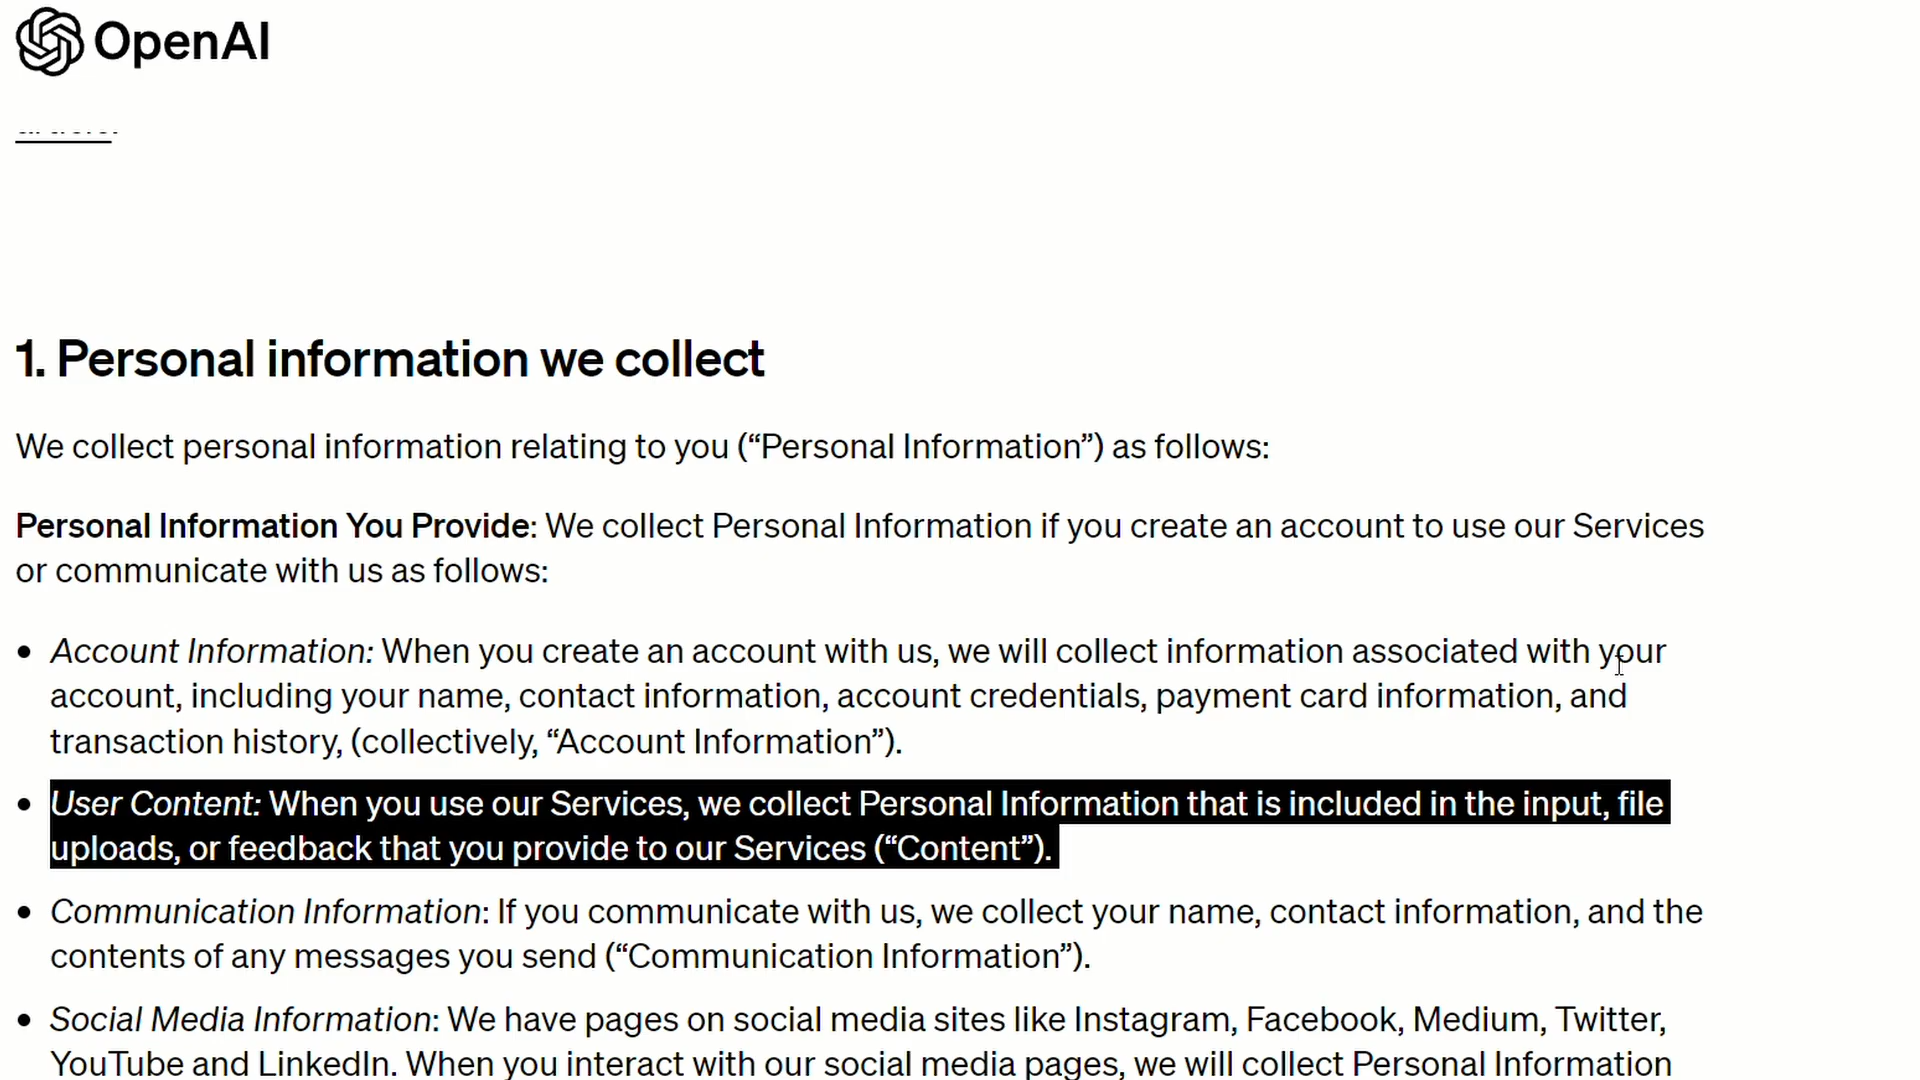 OpenAI
1. Personal information we collect
We collect personal information relating to you (“Personal Information”) as follows:
Personal Information You Provide: We collect Personal Information if you create an account to use our Services
or communicate with us as follows:
• Account Information: When you create an account with us, we will collect information associated with your
account, including your name, contact information, account credentials, payment card information, and
transaction history, (collectively, “Account Information”).
• User Content: When you use our Services, we collect Personal Information that is included in the input, file
uploads, or feedback that you provide to our Services (“Content”).
• Communication Information: If you communicate with us, we collect your name, contact information, and the
contents of any messages you send (“Communication Information”).
• Social Media Information: We have pages on social media sites like Instagram, Facebook, Medium, Twitter,
YouTube and LinkedIn. When you interact with our social media pages, we will collect Personal Information